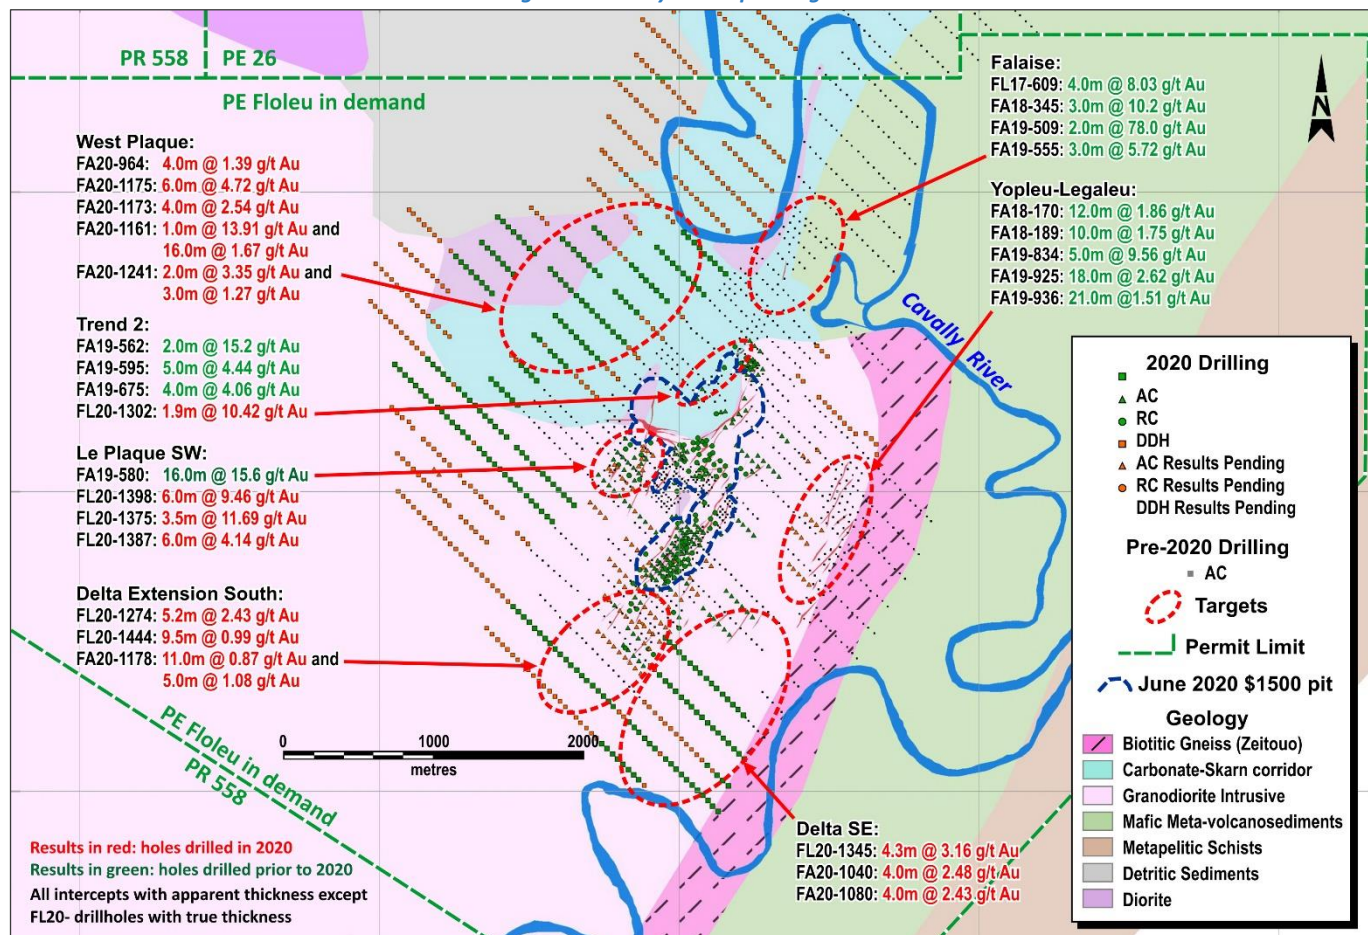 PR 558
PE 26
PE Floleu in demand
West Plaque:
FA20-964: 4.0m @ 1.39 g/t Au
FA20-1175: 6.0m @ 4.72 g/t Au
FA20-1173: 4.0m @ 2.54 g/t Au
FA20-1161: 1.0m @ 13.91 g/t Au and
16.0m @ 1.67 g/t Au
FA20-1241: 2.0m @ 3.35 g/t Au and
3.0m @ 1.27 g/t Au
Trend 2:
FA19-562: 2.0m @ 15.2 g/t Au
FA19-595: 5.0m @ 4.44 g/t Au
FA19-675: 4.0m @ 4.06 g/t Au
FL20-1302: 1.9m @ 10.42 g/t Au
Le Plaque SW:
FA19-580: 16.0m @ 15.6 g/t Au
FL20-1398: 6.0m @ 9.46 g/t Au
FL20-1375: 3.5m @ 11.69 g/t Au
FL20-1387: 6.0m @ 4.14 g/t Au
Delta Extension South:
FL20-1274: 5.2m @ 2.43 g/t Au
FL20-1444: 9.5m @ 0.99 g/t Au
FA20-1178: 11.0m @ 0.87 g/t Au and
5.0m @ 1.08 g/t Au
PE Floleu in demand
PR 558
0 1000 2000
metres
Results in red: holes drilled in 2020
Results in green: holes drilled prior to 2020
All intercepts with apparent thickness except
FL20- drillholes with true thickness
Falaise:
FL17-609: 4.0m @ 8.03 g/t Au
FA18-345: 3.0m @ 10.2 g/t Au
FA19-509: 2.0m @ 78.0 g/t Au
FA19-555: 3.0m @ 5.72 g/t Au
Yopleu-Legaleu:
FA18-170: 12.0m @ 1.86 g/t Au
FA18-189: 10.0m @ 1.75 g/t Au
FA19-834: 5.0m @ 9.56 g/t Au
FA19-925: 18.0m @ 2.62 g/t Au
FA19-936: 21.0m @1.51 g/t Au
N
Cavally River
Delta SE:
FL20-1345: 4.3m @ 3.16 g/t Au
FA20-1040: 4.0m @ 2.48 g/t Au
FA20-1080: 4.0m @ 2.43 g/t Au
2020 Drilling
AC
RC
DDH
AC Results Pending
RC Results Pending
DDH Results Pending
Pre-2020 Drilling
AC
Targets
Permit Limit
June 2020 $1500 pit
Geology
Biotitic Gneiss (Zeitouo)
Carbonate-Skarn corridor
Granodiorite Intrusive
Mafic Meta-volcanosediments
Metapelitic Schists
Detritic Sediments
Diorite